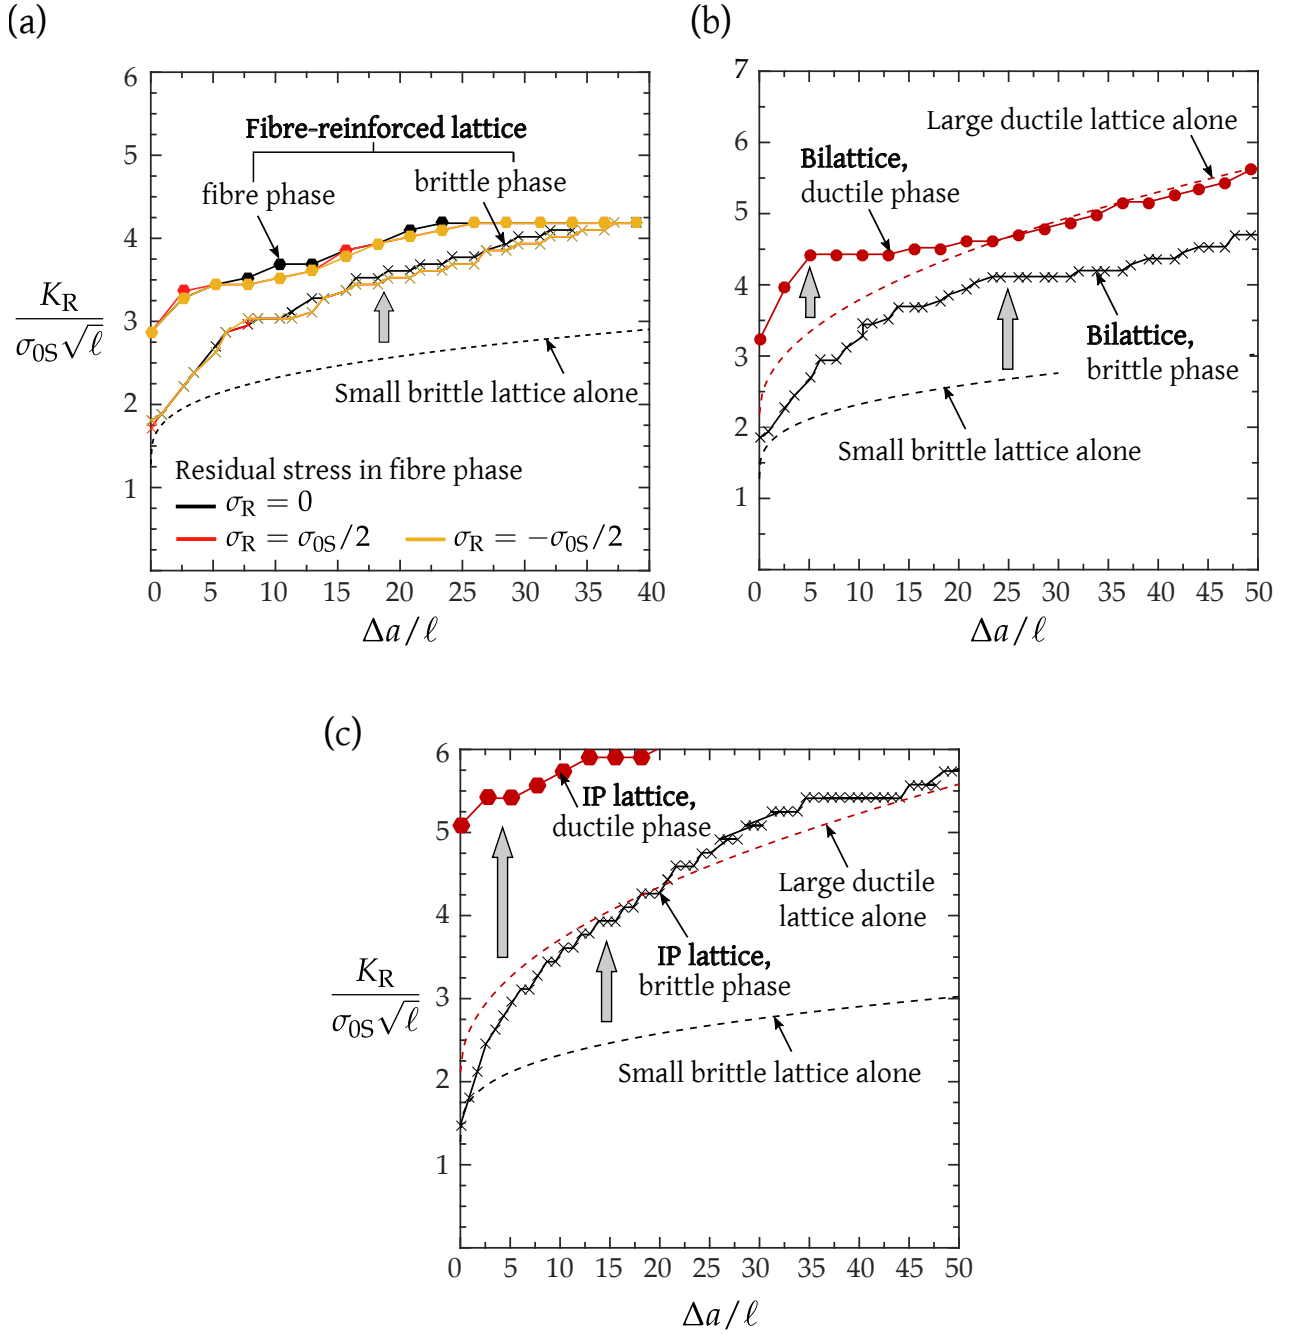 (a)
6
5
4
3
2
1
K_R / σ_0S √ℓ
Fibre-reinforced lattice
fibre phase
brittle phase
Small brittle lattice alone
Residual stress in fibre phase
σ_R = 0
σ_R = σ_0S/2
σ_R = −σ_0S/2
0 5 10 15 20 25 30 35 40
Δa/ℓ
(b)
7
6
5
4
3
2
1
Large ductile lattice alone
Bilattice,
ductile phase
Bilattice,
brittle phase
Small brittle lattice alone
0 5 10 15 20 25 30 35 40 45 50
Δa/ℓ
(c)
6
5
4
3
2
1
K_R / σ_0S √ℓ
IP lattice,
ductile phase
Large ductile
lattice alone
IP lattice,
brittle phase
Small brittle lattice alone
0 5 10 15 20 25 30 35 40 45 50
Δa/ℓ